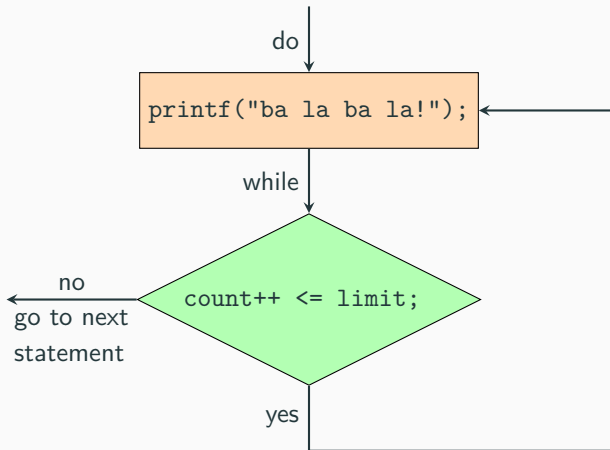 do
printf("ba la ba la!");
while
count++ <= limit;
no
go to next
statement
yes